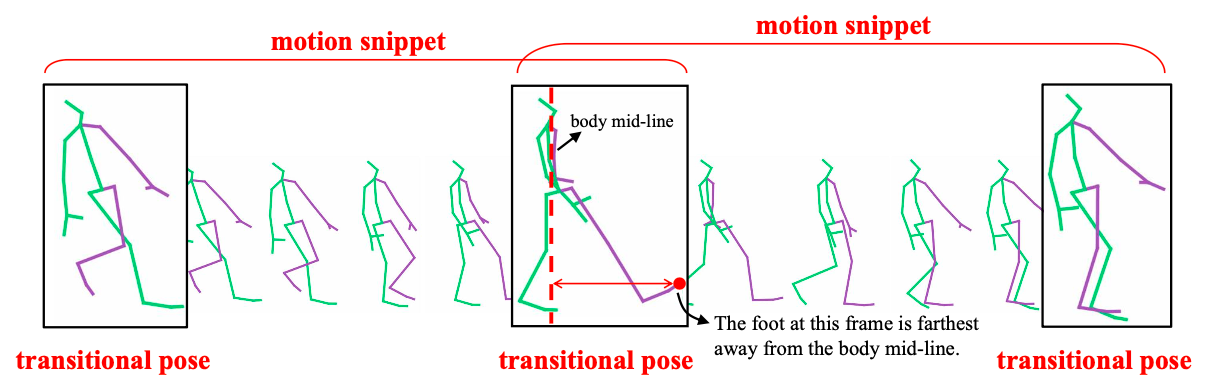 motion snippet
motion snippet
body mid-line
The foot at this frame is farthest
away from the body mid-line.
transitional pose
transitional pose
transitional pose